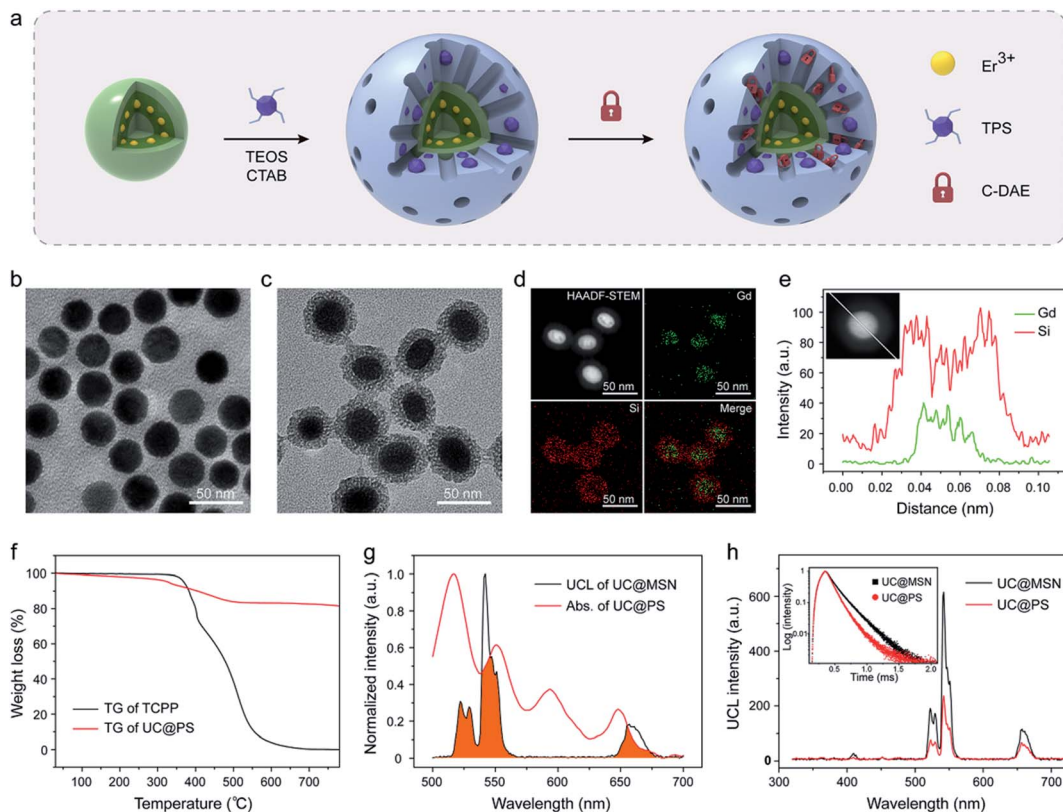 a
TEOS
CTAB
Er3+
TPS
C-DAE
b
50 nm
c
50 nm
d
HAADF-STEM
50 nm
Gd
50 nm
Si
50 nm
Merge
50 nm
e
Gd
Si
Intensity (a.u.)
100
80
60
40
20
0
0.00 0.02 0.04 0.06 0.08 0.10
Distance (nm)
f
Weight loss (%)
100
80
60
40
20
0
TG of TCPP
TG of UC@PS
100 200 300 400 500 600 700
Temperature (℃)
g
Normalized intensity (a.u.)
1.0
0.8
0.6
0.4
0.2
0.0
UCL of UC@MSN
Abs. of UC@PS
500 550 600 650 700
Wavelength (nm)
h
UCL intensity (a.u.)
600
400
200
0
UC@MSN
UC@PS
Log (intensity)
1
0.1
0.01
UC@MSN
UC@PS
0.5 1.0 1.5 2.0
Time (ms)
300 400 500 600 700
Wavelength (nm)